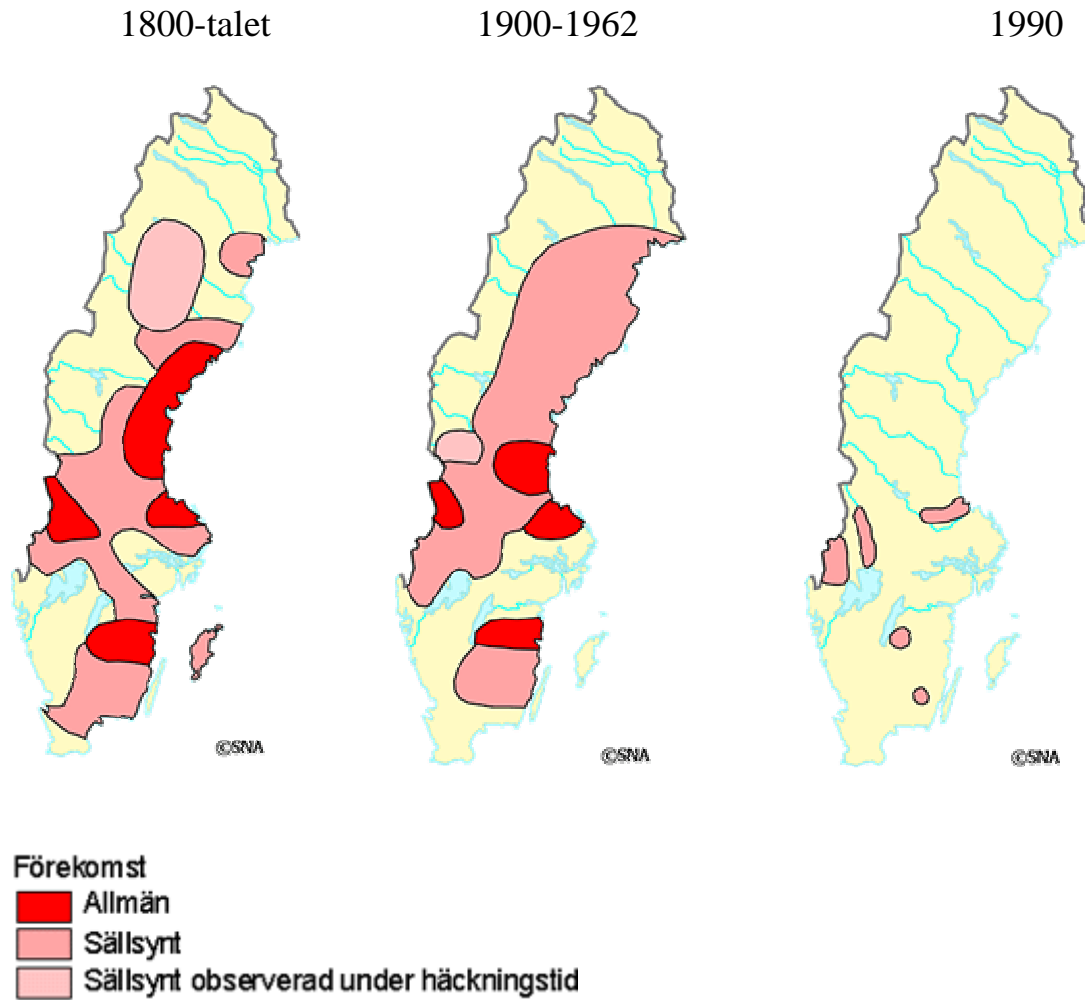 1800-talet 1900-1962 1990
©SNA ©SNA ©SNA
Förekomst
Allmän
Sällsynt
Sällsynt observerad under häckningstid